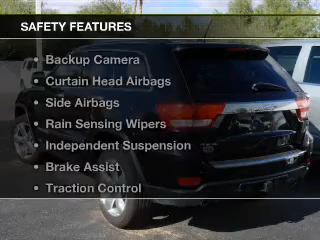 SAFETY FEATURES
• Backup Camera
• Curtain Head Airbags
• Side Airbags
• Rain Sensing Wipers
• Independent Suspension
• Brake Assist
• Traction Control